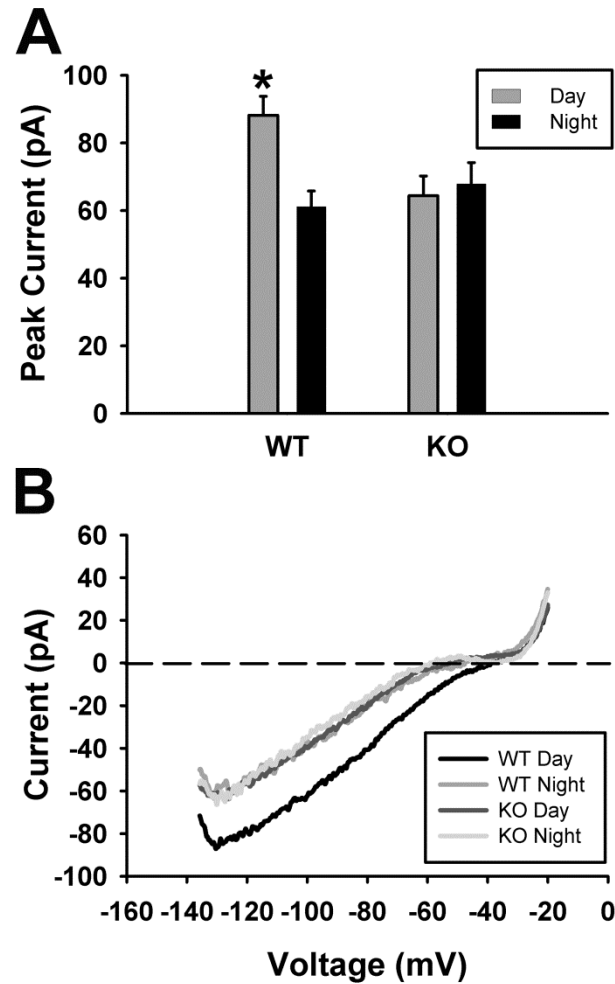 A
Peak Current (pA)
100
80
60
40
20
0
*
Day
Night
WT
KO
B
Current (pA)
60
40
20
0
-20
-40
-60
-80
-100
WT Day
WT Night
KO Day
KO Night
-160 -140 -120 -100 -80 -60 -40 -20 0
Voltage (mV)